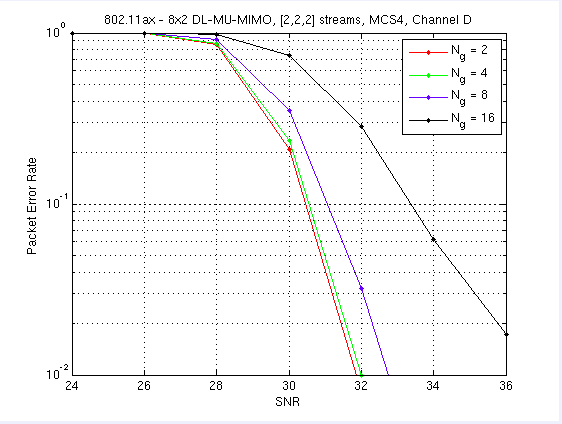 802.11ax - 8x2 DL-MU-MIMO, [2,2,2] streams, MCS4, Channel D
10^0
10^-1
10^-2
Packet Error Rate
N_g = 2
N_g = 4
N_g = 8
N_g = 16
24 26 28 30 32 34 36
SNR